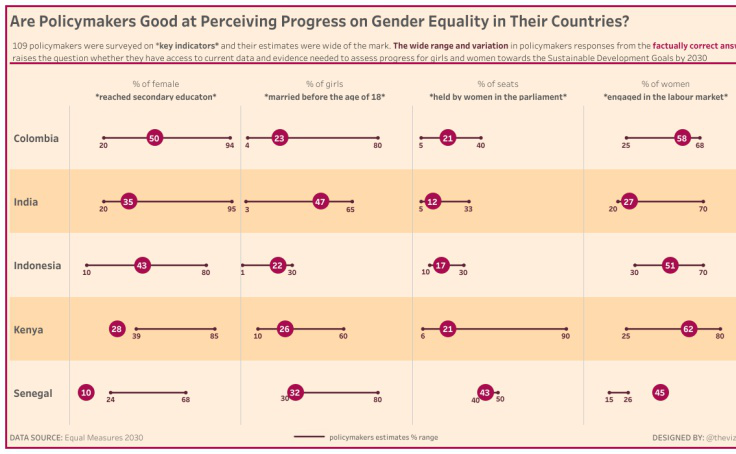 Are Policymakers Good at Perceiving Progress on Gender Equality in Their Countries?
109 policymakers were surveyed on *key indicators* and their estimates were wide of the mark. The wide range and variation in policymakers responses from the factually correct
raises the question whether they have access to current data and evidence needed to assess progress for girls and women towards the Sustainable Development Goals by 2030
% of female % of girls % of seats % of women
*reached secondary educaton* *married before the age of 18* *held by women in the parliament* *engaged in the labour market*
Colombia 50 23 21 58
20 94 4 80 5 40 25 68
India 35 47 12 27
20 95 3 65 5 33 20 70
Indonesia 43 22 17 51
10 80 1 30 10 30 30 70
Kenya 28 26 21 62
39 85 10 60 6 90 25 80
Senegal 10 32 43 45
24 68 30 80 40 50 15 26
DATA SOURCE: Equal Measures 2030 policymakers estimates % range DESIGNED BY: @theviz